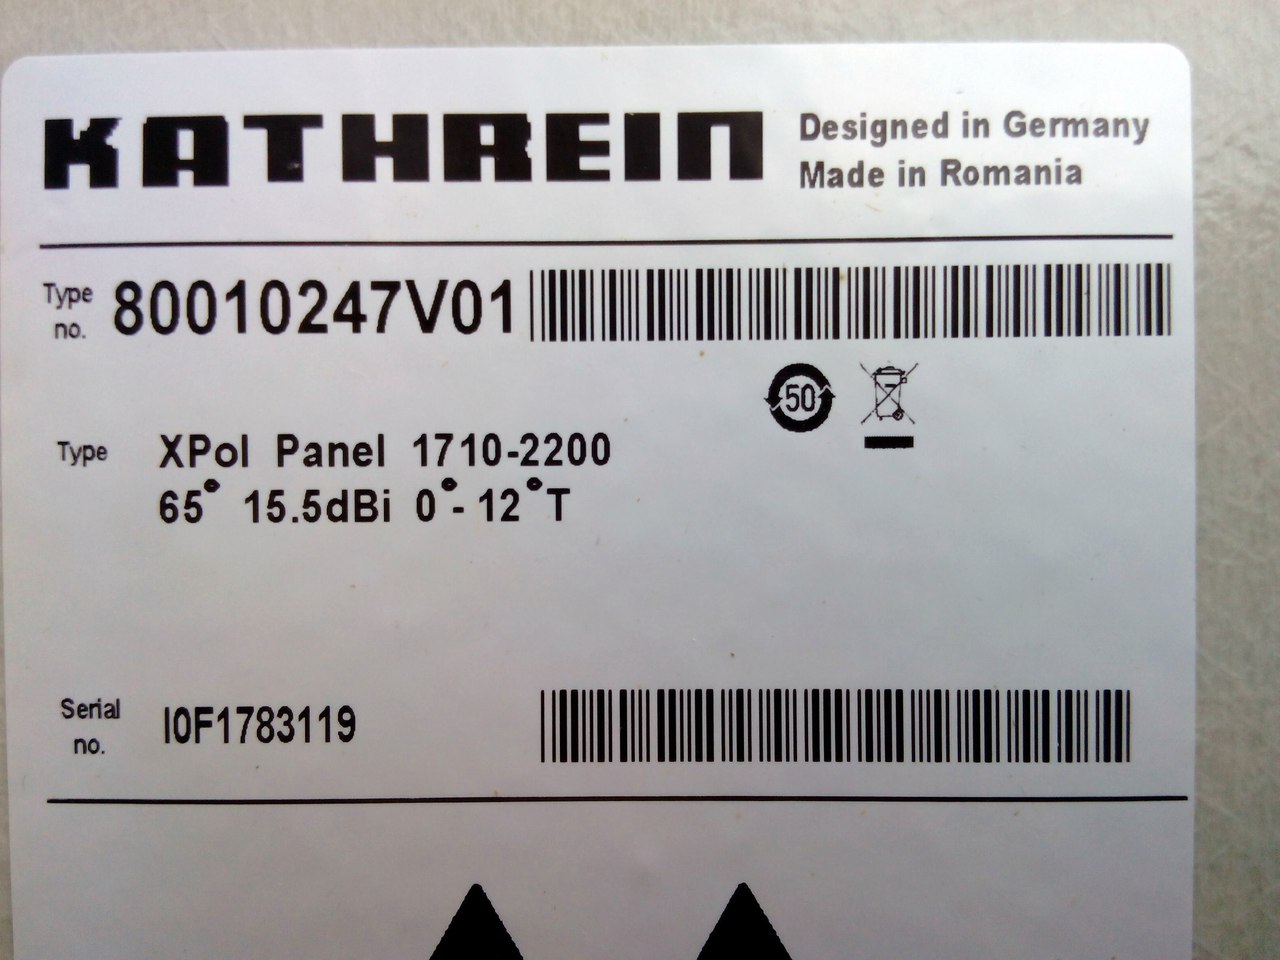 KATHREIN
Designed in Germany
Made in Romania
Type no. 80010247V01
50
Type XPol Panel 1710-2200
65° 15.5dBi 0°- 12°T
Serial no. I0F1783119